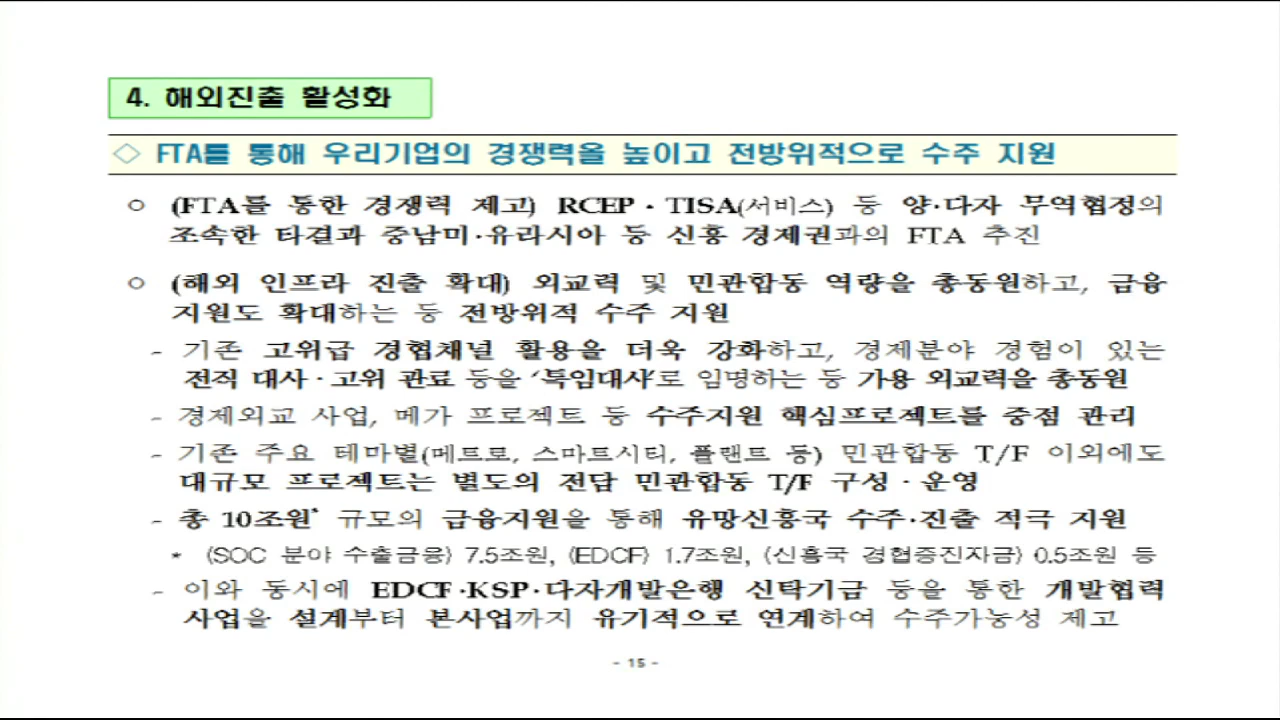 4. 해외진출 활성화
◇ FTA를 통해 우리기업의 경쟁력을 높이고 전방위적으로 수주 지원
○ (FTA를 통한 경쟁력 제고) RCEP · TISA(서비스) 등 양·다자 무역협정의
조속한 타결과 중남미·유라시아 등 신흥 경제권과의 FTA 추진
○ (해외 인프라 진출 확대) 외교력 및 민관합동 역량을 총동원하고, 금융
지원도 확대하는 등 전방위적 수주 지원
- 기존 고위급 경협채널 활용을 더욱 강화하고, 경제분야 경험이 있는
전직 대사·고위 관료 등을 ‘특임대사’로 임명하는 등 가용 외교력을 총동원
- 경제외교 사업, 메가 프로젝트 등 수주지원 핵심프로젝트를 중점 관리
- 기존 주요 테마별(메트로, 스마트시티, 플랜트 등) 민관합동 T/F 이외에도
대규모 프로젝트는 별도의 전담 민관합동 T/F 구성·운영
- 총 10조원* 규모의 금융지원을 통해 유망신흥국 수주·진출 적극 지원
* (SOC 분야 수출금융) 7.5조원, (EDCF) 1.7조원, (신흥국 경협증진자금) 0.5조원 등
- 이와 동시에 EDCF·KSP·다자개발은행 신탁기금 등을 통한 개발협력
사업을 설계부터 본사업까지 유기적으로 연계하여 수주가능성 제고
- 15 -